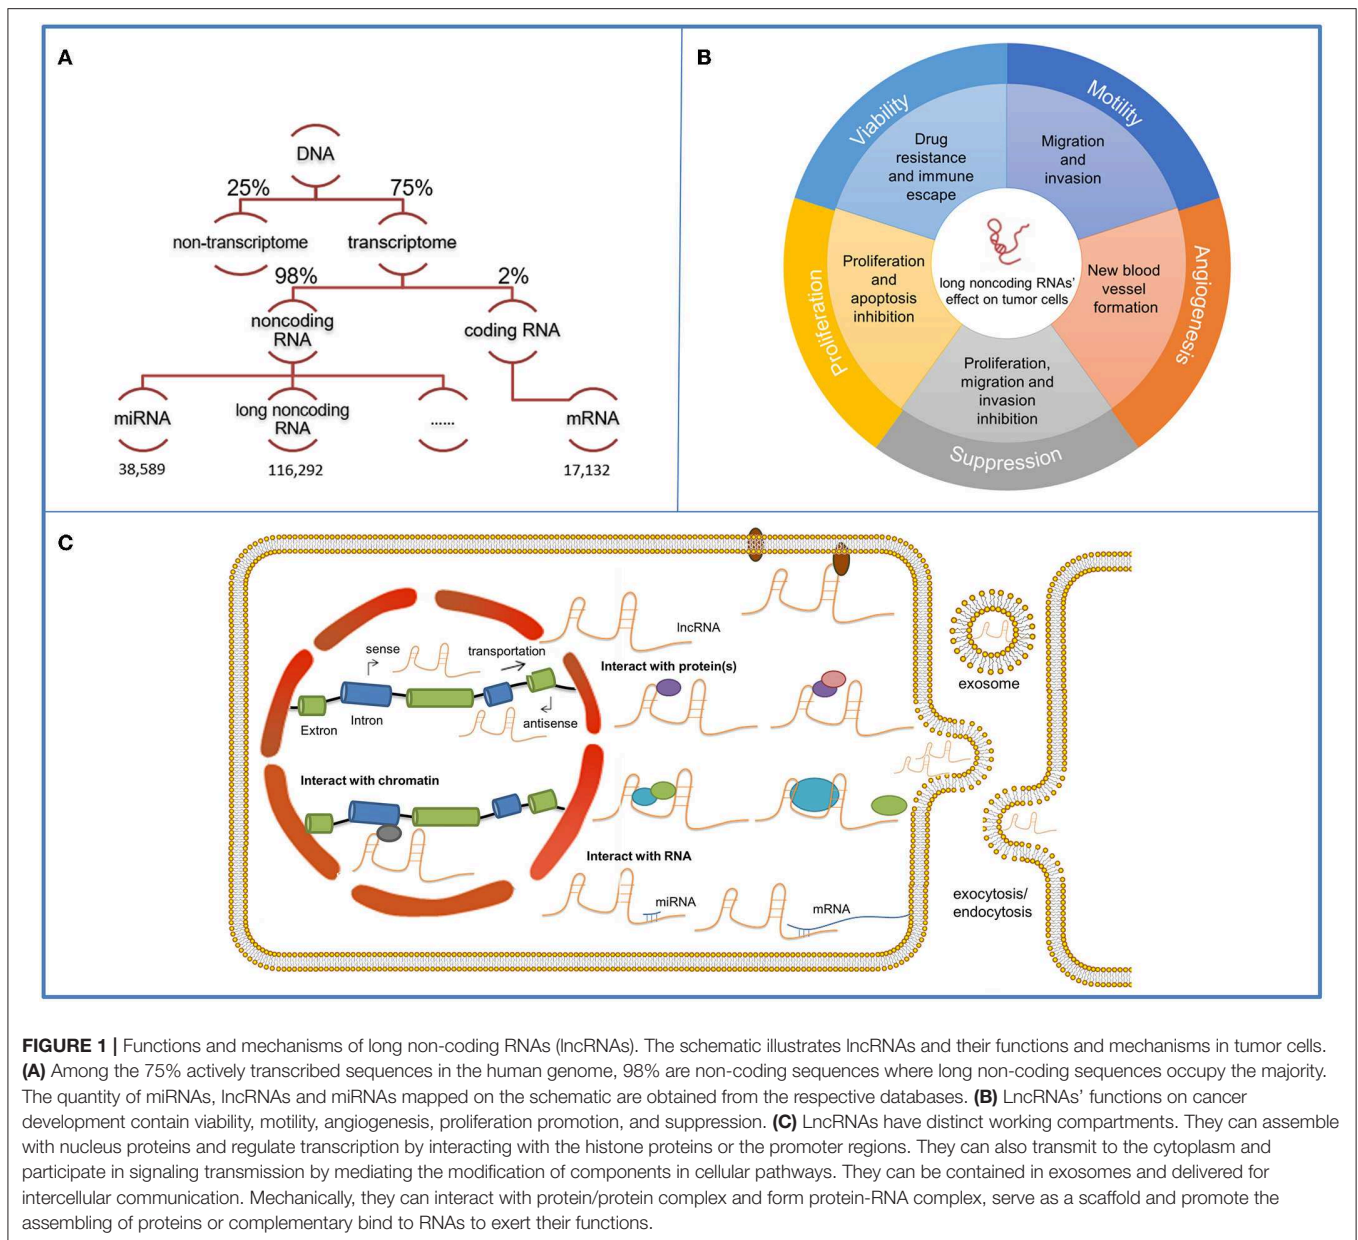 A
DNA
25%
75%
non-transcriptome
transcriptome
98%
2%
noncoding
RNA
coding RNA
miRNA
long noncoding
RNA
......
mRNA
38,589
116,292
17,132
B
Viability
Motility
Angiogenesis
Suppression
Proliferation
Drug
resistance
and immune
escape
Migration
and
invasion
New blood
vessel
formation
Proliferation,
migration and
invasion
inhibition
Proliferation
and
apoptosis
inhibition
long noncoding RNAs'
effect on tumor cells
C
sense
transportation
Extron
Intron
antisense
Interact with chromatin
lncRNA
Interact with protein(s)
Interact with RNA
miRNA
mRNA
exosome
exocytosis/
endocytosis
FIGURE 1 | Functions and mechanisms of long non-coding RNAs (lncRNAs). The schematic illustrates lncRNAs and their functions and mechanisms in tumor cells.
(A) Among the 75% actively transcribed sequences in the human genome, 98% are non-coding sequences where long non-coding sequences occupy the majority.
The quantity of miRNAs, lncRNAs and miRNAs mapped on the schematic are obtained from the respective databases. (B) LncRNAs' functions on cancer
development contain viability, motility, angiogenesis, proliferation promotion, and suppression. (C) LncRNAs have distinct working compartments. They can assemble
with nucleus proteins and regulate transcription by interacting with the histone proteins or the promoter regions. They can also transmit to the cytoplasm and
participate in signaling transmission by mediating the modification of components in cellular pathways. They can be contained in exosomes and delivered for
intercellular communication. Mechanically, they can interact with protein/protein complex and form protein-RNA complex, serve as a scaffold and promote the
assembling of proteins or complementary bind to RNAs to exert their functions.